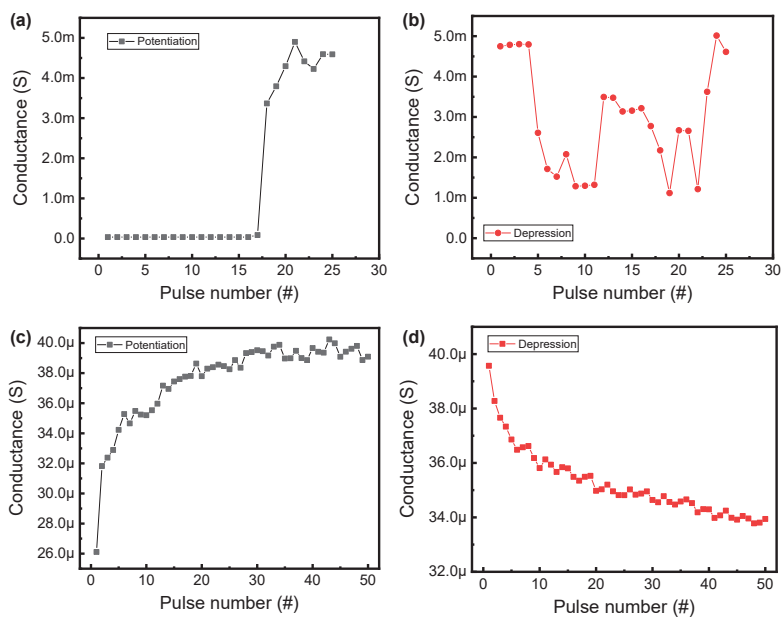 (a)
Potentiation
5.0m
4.0m
3.0m
2.0m
1.0m
0.0
Conductance (S)
0 5 10 15 20 25 30
Pulse number (#)
(b)
5.0m
4.0m
3.0m
2.0m
1.0m
0.0
Conductance (S)
Depression
0 5 10 15 20 25 30
Pulse number (#)
(c)
Potentiation
40.0μ
38.0μ
36.0μ
34.0μ
32.0μ
30.0μ
28.0μ
26.0μ
Conductance (S)
0 10 20 30 40 50
Pulse number (#)
(d)
Depression
40.0μ
38.0μ
36.0μ
34.0μ
32.0μ
Conductance (S)
0 10 20 30 40 50
Pulse number (#)